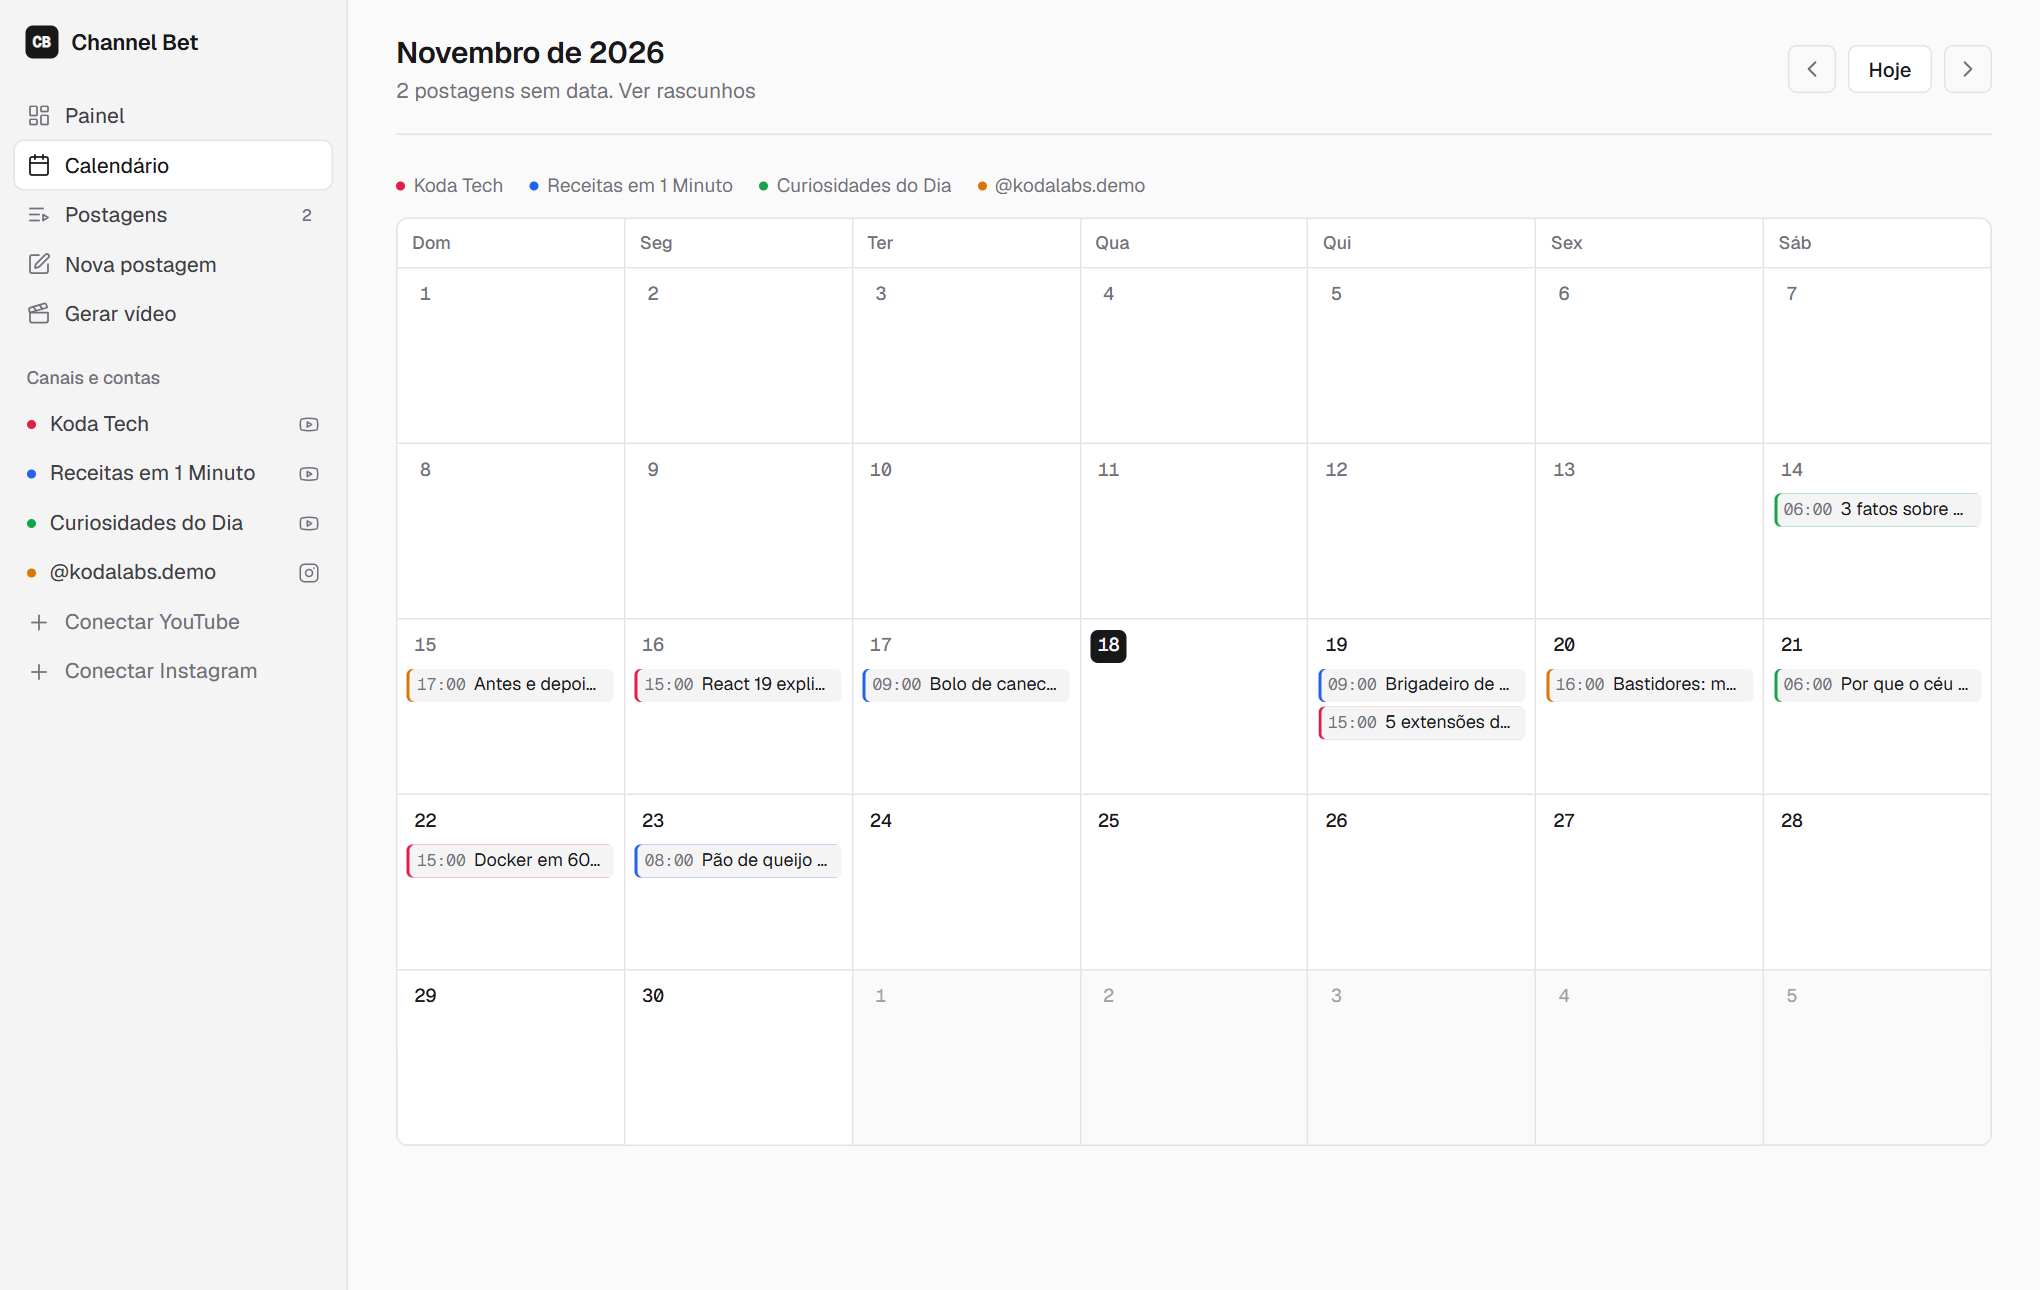 CB Channel Bet
Painel
Calendário
Postagens 2
Nova postagem
Gerar vídeo
Canais e contas
Koda Tech
Receitas em 1 Minuto
Curiosidades do Dia
@kodalabs.demo
Conectar YouTube
Conectar Instagram
Novembro de 2026
2 postagens sem data. Ver rascunhos
Hoje
Koda Tech Receitas em 1 Minuto Curiosidades do Dia @kodalabs.demo
Dom Seg Ter Qua Qui Sex Sáb
1 2 3 4 5 6 7
8 9 10 11 12 13 14
06:00 3 fatos sobre ...
15 16 17 18 19 20 21
17:00 Antes e depoi... 15:00 React 19 expli... 09:00 Bolo de canec... 09:00 Brigadeiro de ... 16:00 Bastidores: m... 06:00 Por que o céu ...
15:00 5 extensões d...
22 23 24 25 26 27 28
15:00 Docker em 60... 08:00 Pão de queijo ...
29 30 1 2 3 4 5